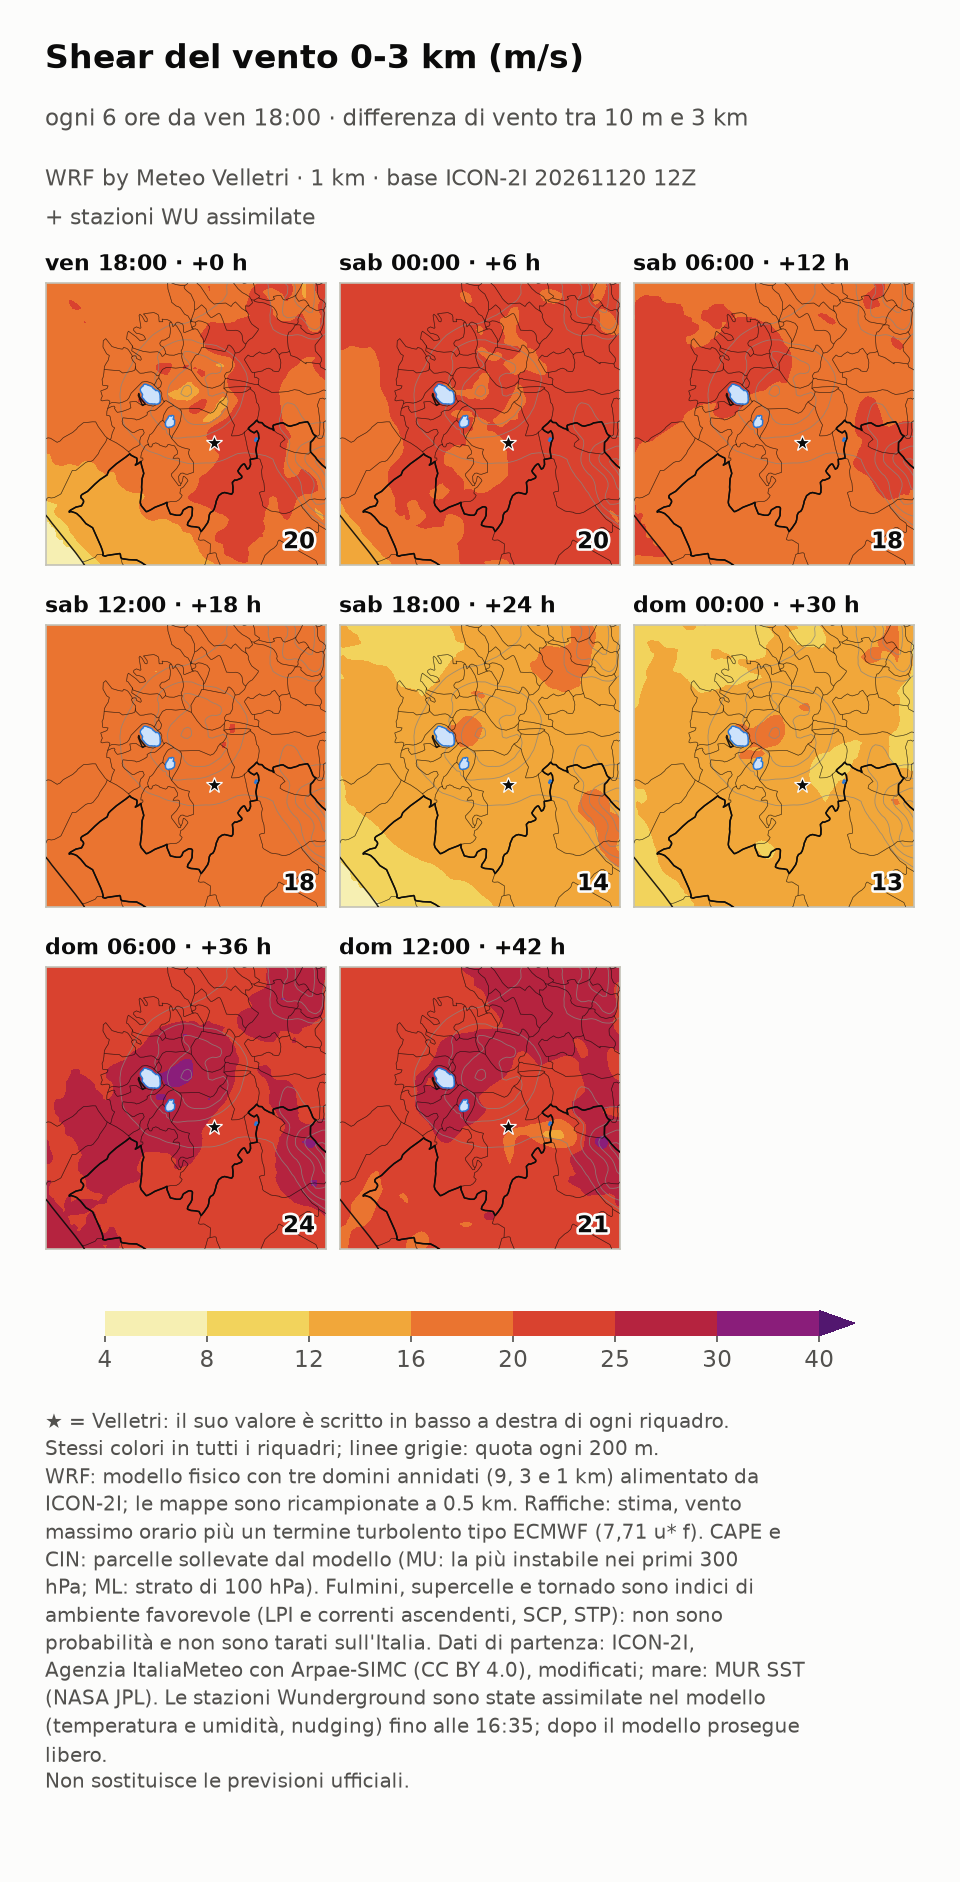 Shear del vento 0-3 km (m/s)
ogni 6 ore da ven 18:00 · differenza di vento tra 10 m e 3 km
WRF by Meteo Velletri · 1 km · base ICON-2I 20261120 12Z
+ stazioni WU assimilate
ven 18:00 · +0 h
sab 00:00 · +6 h
sab 06:00 · +12 h
20
20
18
sab 12:00 · +18 h
sab 18:00 · +24 h
dom 00:00 · +30 h
18
14
13
dom 06:00 · +36 h
dom 12:00 · +42 h
24
21
4 8 12 16 20 25 30 40
★ = Velletri: il suo valore è scritto in basso a destra di ogni riquadro.
Stessi colori in tutti i riquadri; linee grigie: quota ogni 200 m.
WRF: modello fisico con tre domini annidati (9, 3 e 1 km) alimentato da
ICON-2I; le mappe sono ricampionate a 0.5 km. Raffiche: stima, vento
massimo orario più un termine turbolento tipo ECMWF (7,71 u* f). CAPE e
CIN: parcelle sollevate dal modello (MU: la più instabile nei primi 300
hPa; ML: strato di 100 hPa). Fulmini, supercelle e tornado sono indici di
ambiente favorevole (LPI e correnti ascendenti, SCP, STP): non sono
probabilità e non sono tarati sull'Italia. Dati di partenza: ICON-2I,
Agenzia ItaliaMeteo con Arpae-SIMC (CC BY 4.0), modificati; mare: MUR SST
(NASA JPL). Le stazioni Wunderground sono state assimilate nel modello
(temperatura e umidità, nudging) fino alle 16:35; dopo il modello prosegue
libero.
Non sostituisce le previsioni ufficiali.